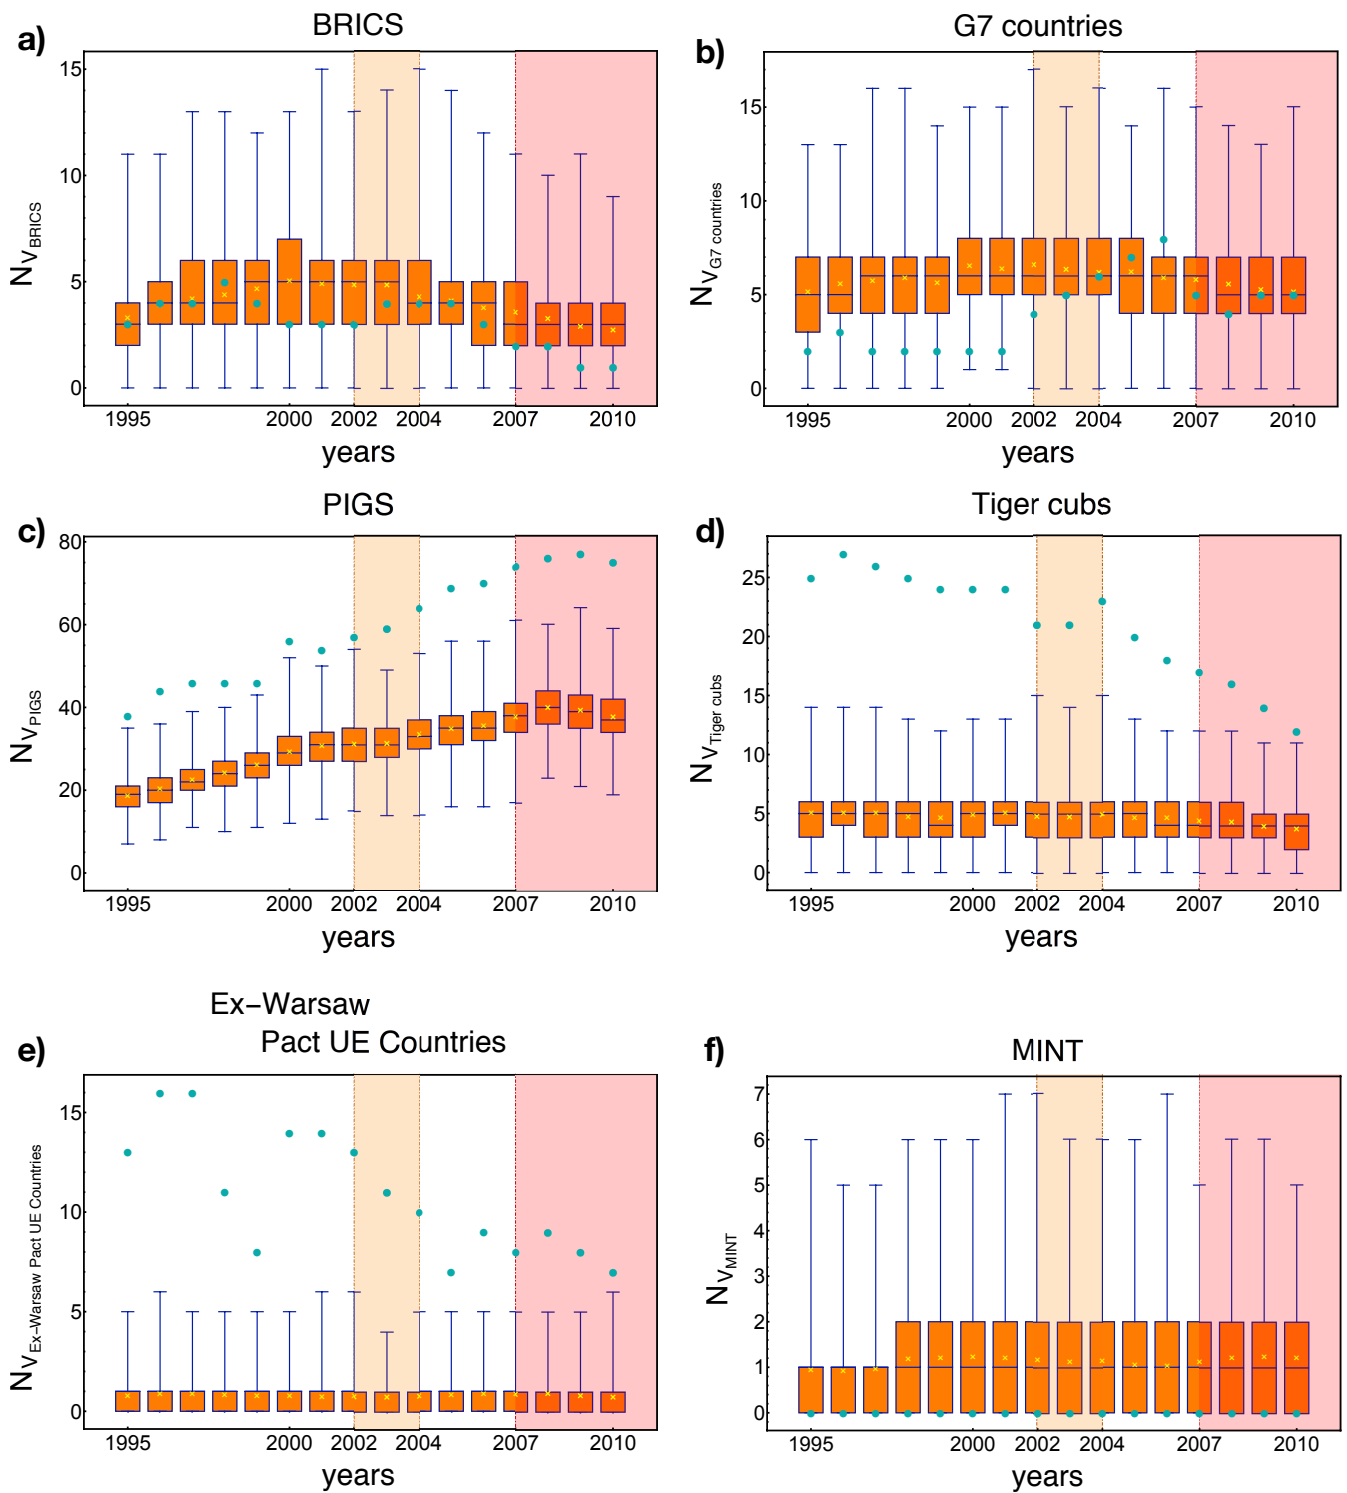 a)
BRICS
15
10
5
0
N_{V_{BRICS}}
1995 2000 2002 2004 2007 2010
years
b)
G7 countries
15
10
5
0
N_{V_{G7 countries}}
1995 2000 2002 2004 2007 2010
years
c)
PIGS
80
60
40
20
0
N_{V_{PIGS}}
1995 2000 2002 2004 2007 2010
years
d)
Tiger cubs
25
20
15
10
5
0
N_{V_{Tiger cubs}}
1995 2000 2002 2004 2007 2010
years
e)
Ex−Warsaw
Pact UE Countries
15
10
5
0
N_{V_{Ex−Warsaw Pact UE Countries}}
1995 2000 2002 2004 2007 2010
years
f)
MINT
7
6
5
4
3
2
1
0
N_{V_{MINT}}
1995 2000 2002 2004 2007 2010
years